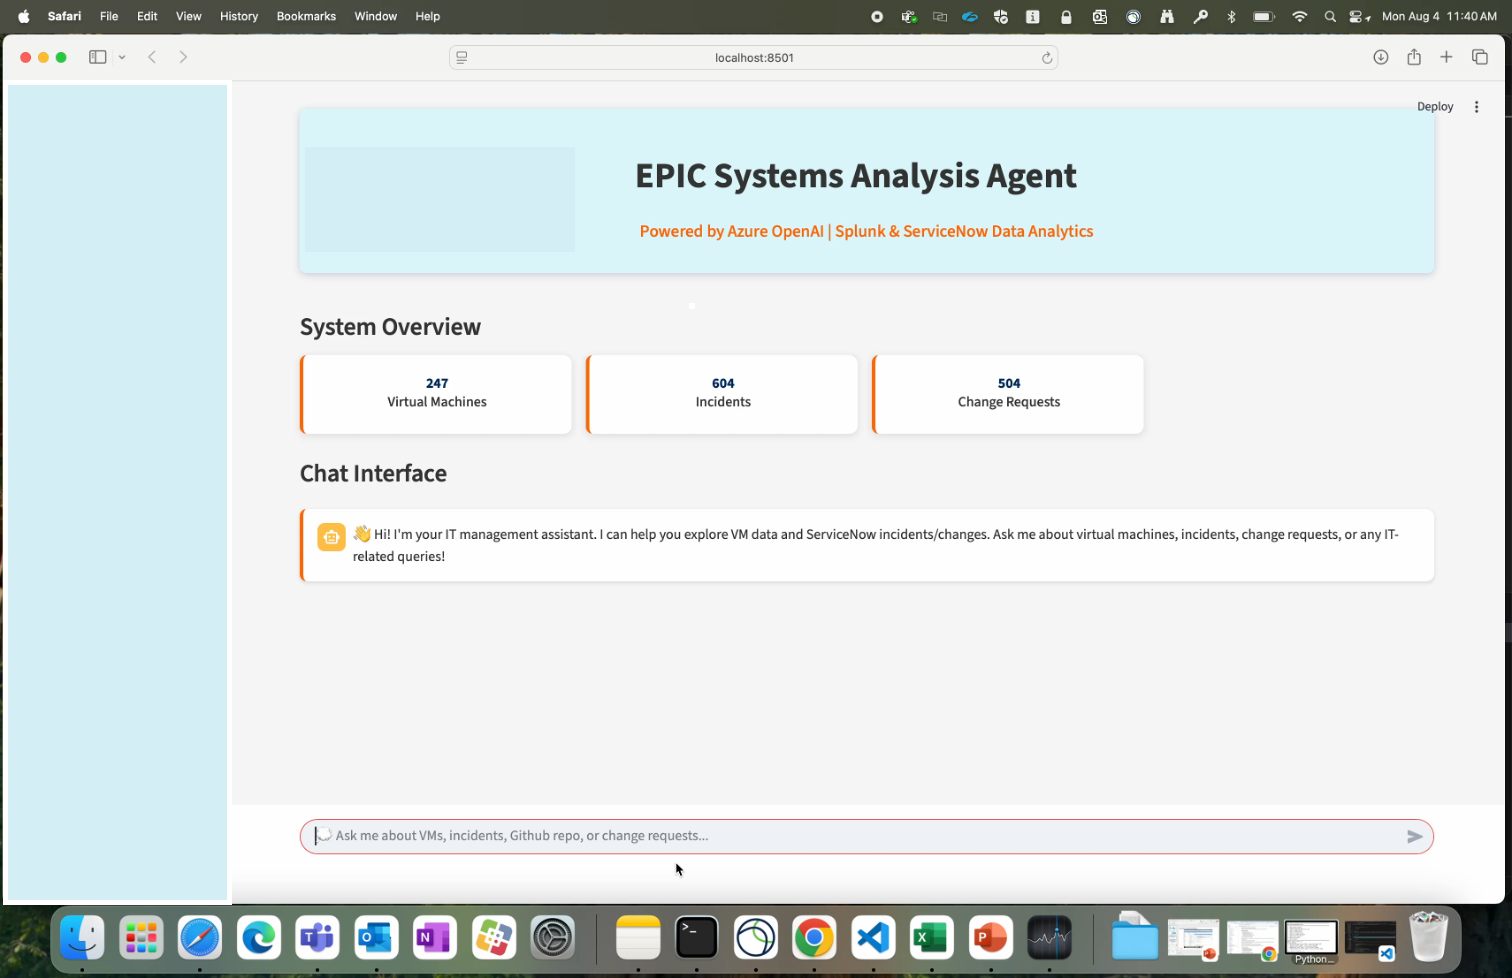 Safari File Edit View History Bookmarks Window Help Mon Aug 4 11:40 AM
localhost:8501
Deploy
EPIC Systems Analysis Agent
Powered by Azure OpenAI | Splunk & ServiceNow Data Analytics
System Overview
247
Virtual Machines
604
Incidents
504
Change Requests
Chat Interface
👋 Hi! I'm your IT management assistant. I can help you explore VM data and ServiceNow incidents/changes. Ask me about virtual machines, incidents, change requests, or any IT-
related queries!
Ask me about VMs, incidents, Github repo, or change requests...
Python...